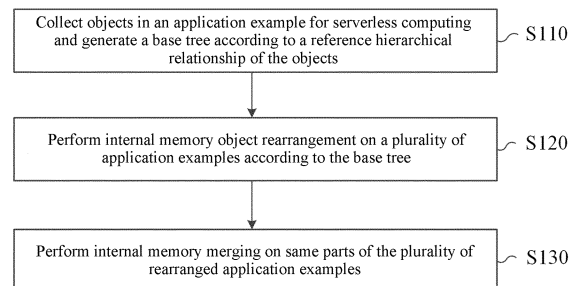 Collect objects in an application example for serverless computing
and generate a base tree according to a reference hierarchical
relationship of the objects
S110
Perform internal memory object rearrangement on a plurality of
application examples according to the base tree
S120
Perform internal memory merging on same parts of the plurality of
rearranged application examples
S130